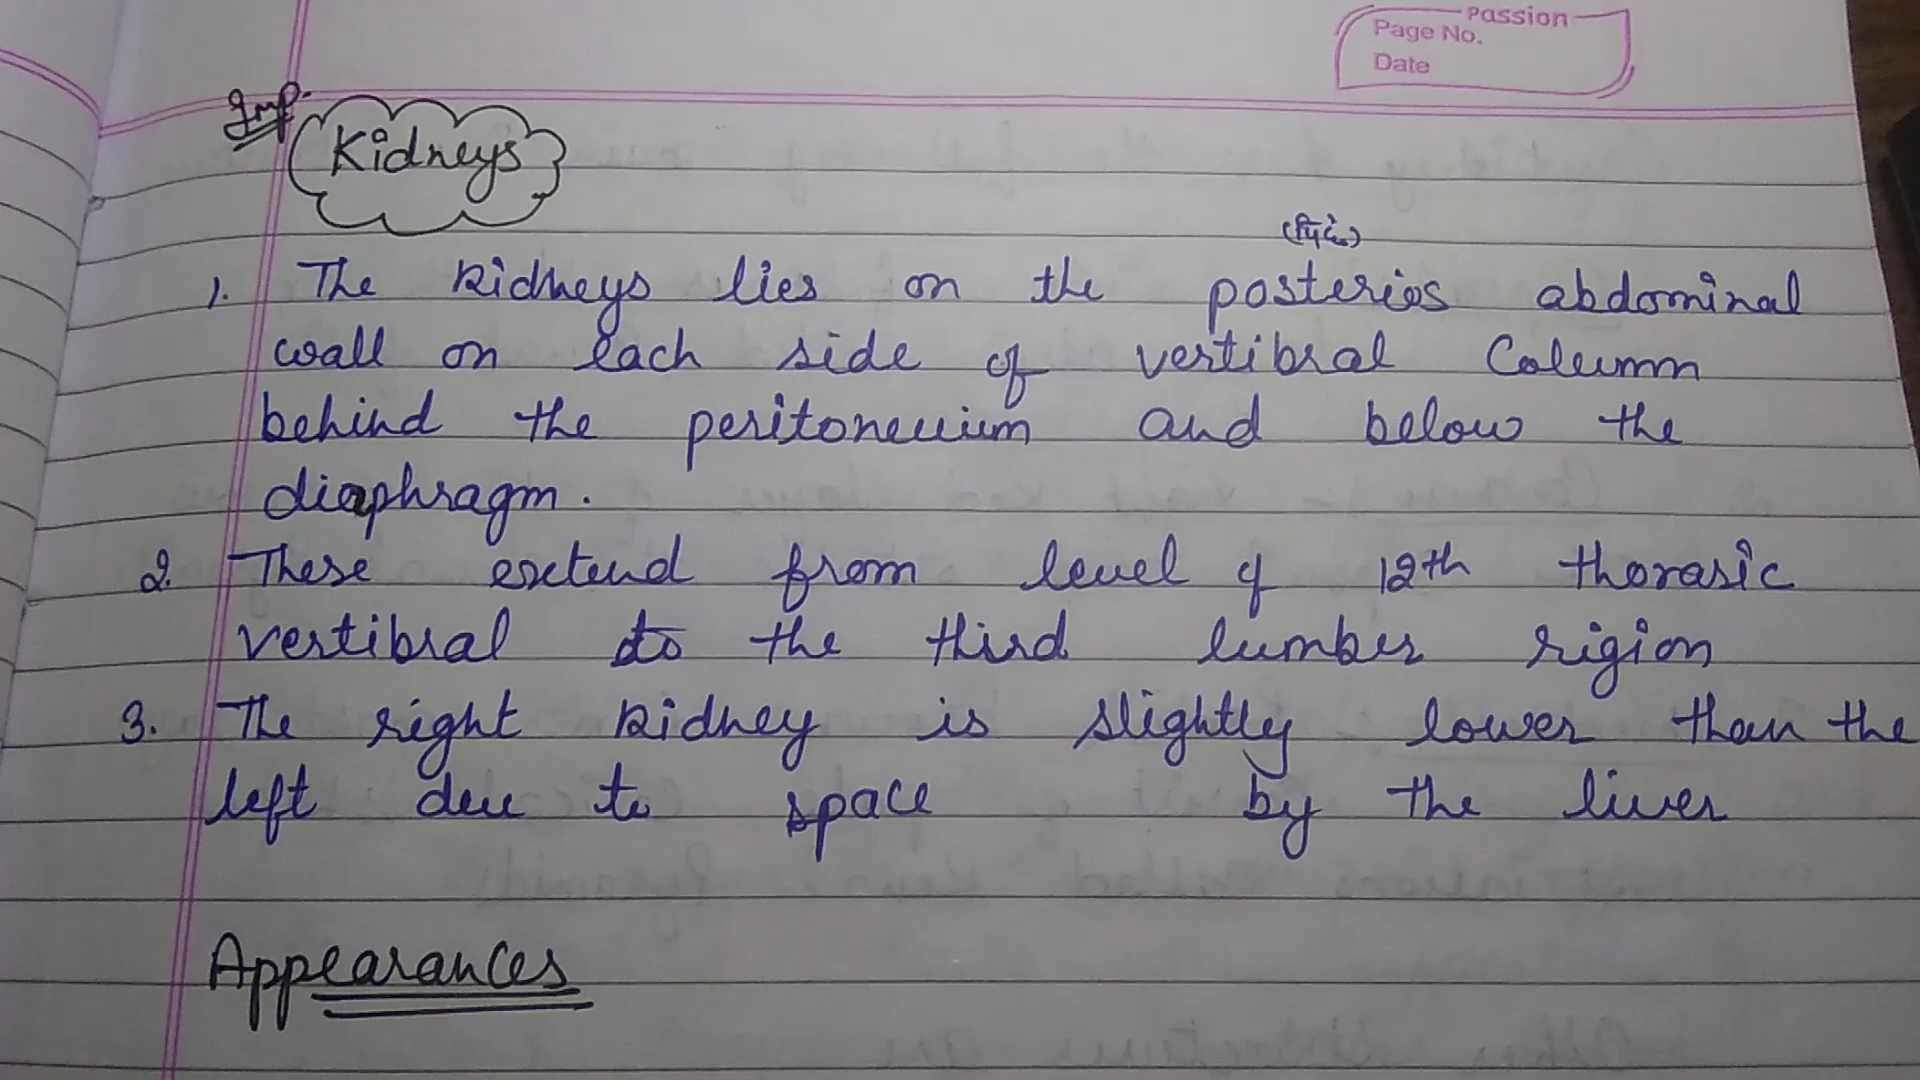 Passion
Page No.
Date
Imp.
Kidneys
1. The kidneys lies on the posterior abdominal
wall on each side of vertibral Column
behind the peritoneuium and below the
diaphragm.
2. These extend from level of 12th thorasic
vertibral to the third lumber rigion
3. The right kidney is slightly lower than the
left due to space by the liver
Appearances